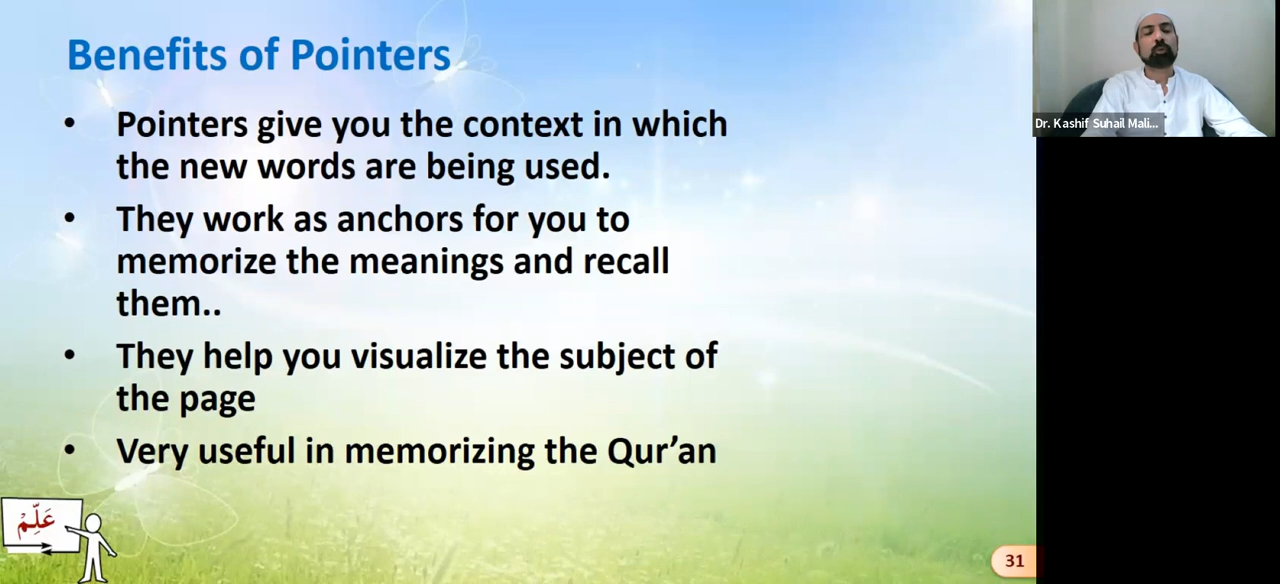 Benefits of Pointers
• Pointers give you the context in which
the new words are being used.
• They work as anchors for you to
memorize the meanings and recall
them..
• They help you visualize the subject of
the page
• Very useful in memorizing the Qur’an
عَلِّمْ
31
Dr. Kashif Suhail Mali...